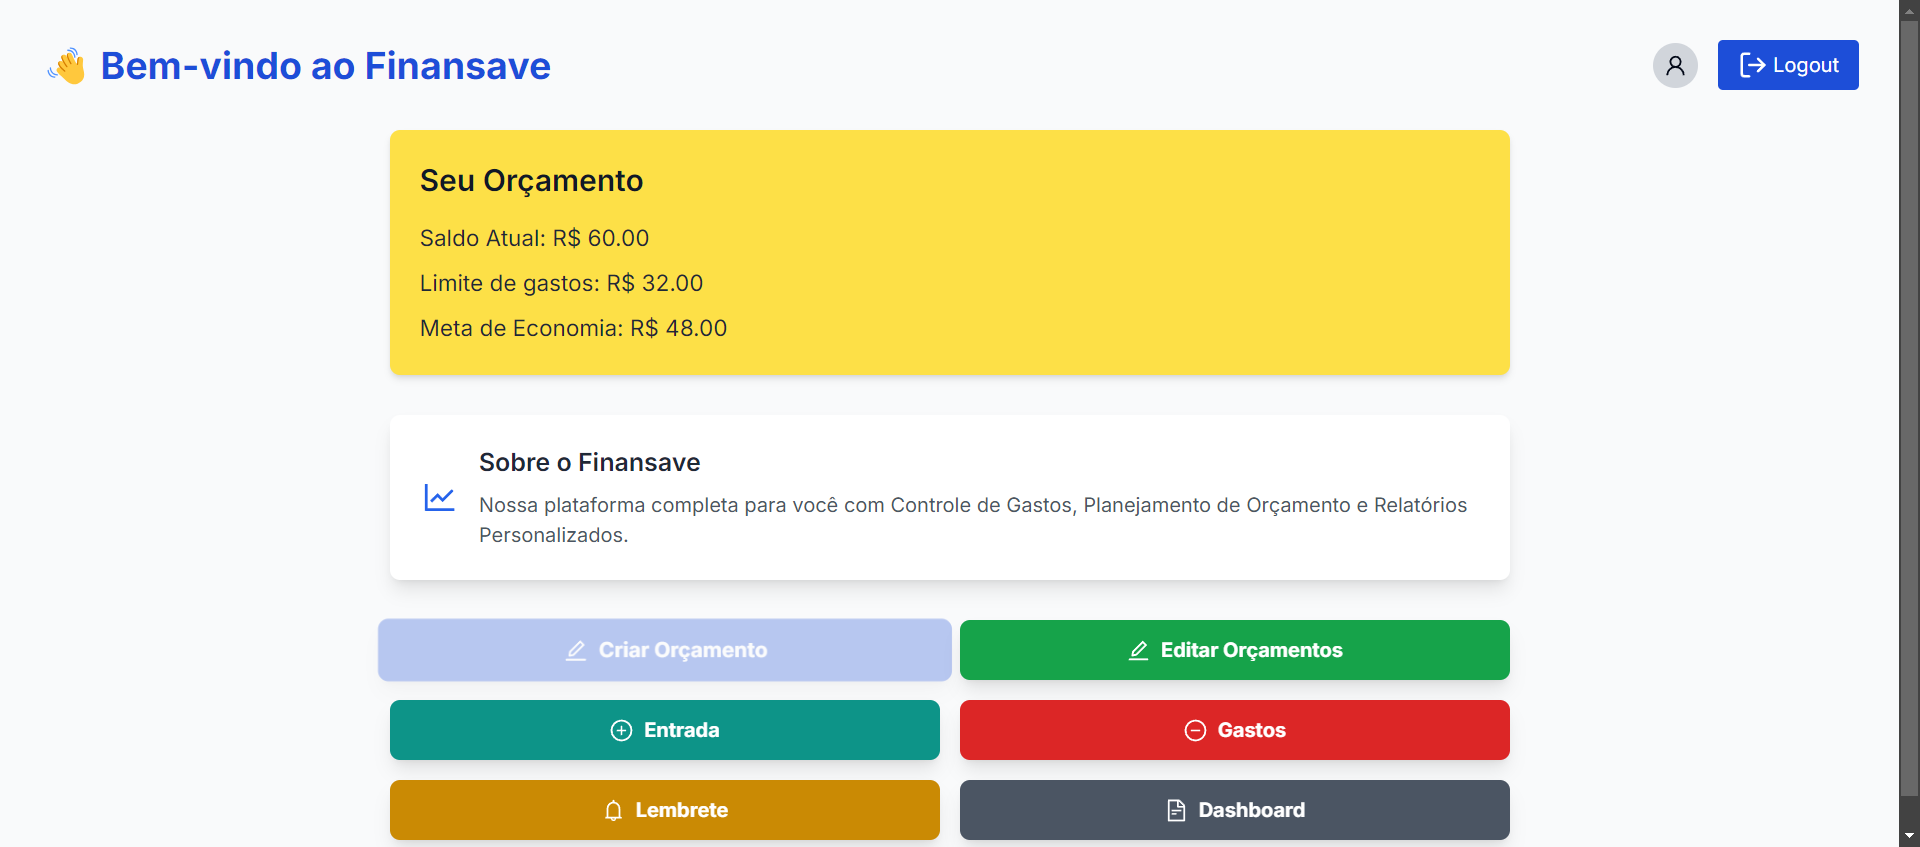 Bem-vindo ao Finansave
Logout
Seu Orçamento
Saldo Atual: R$ 60.00
Limite de gastos: R$ 32.00
Meta de Economia: R$ 48.00
Sobre o Finansave
Nossa plataforma completa para você com Controle de Gastos, Planejamento de Orçamento e Relatórios
Personalizados.
Criar Orçamento
Editar Orçamentos
Entrada
Gastos
Lembrete
Dashboard